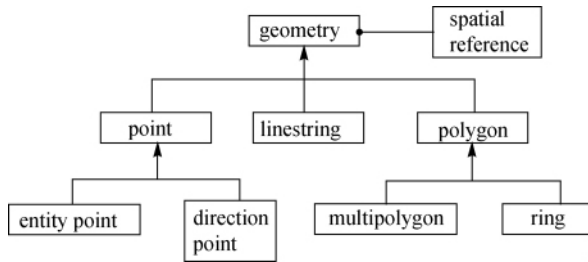 geometry
spatial
reference
point
linestring
polygon
entity point
direction
point
multipolygon
ring